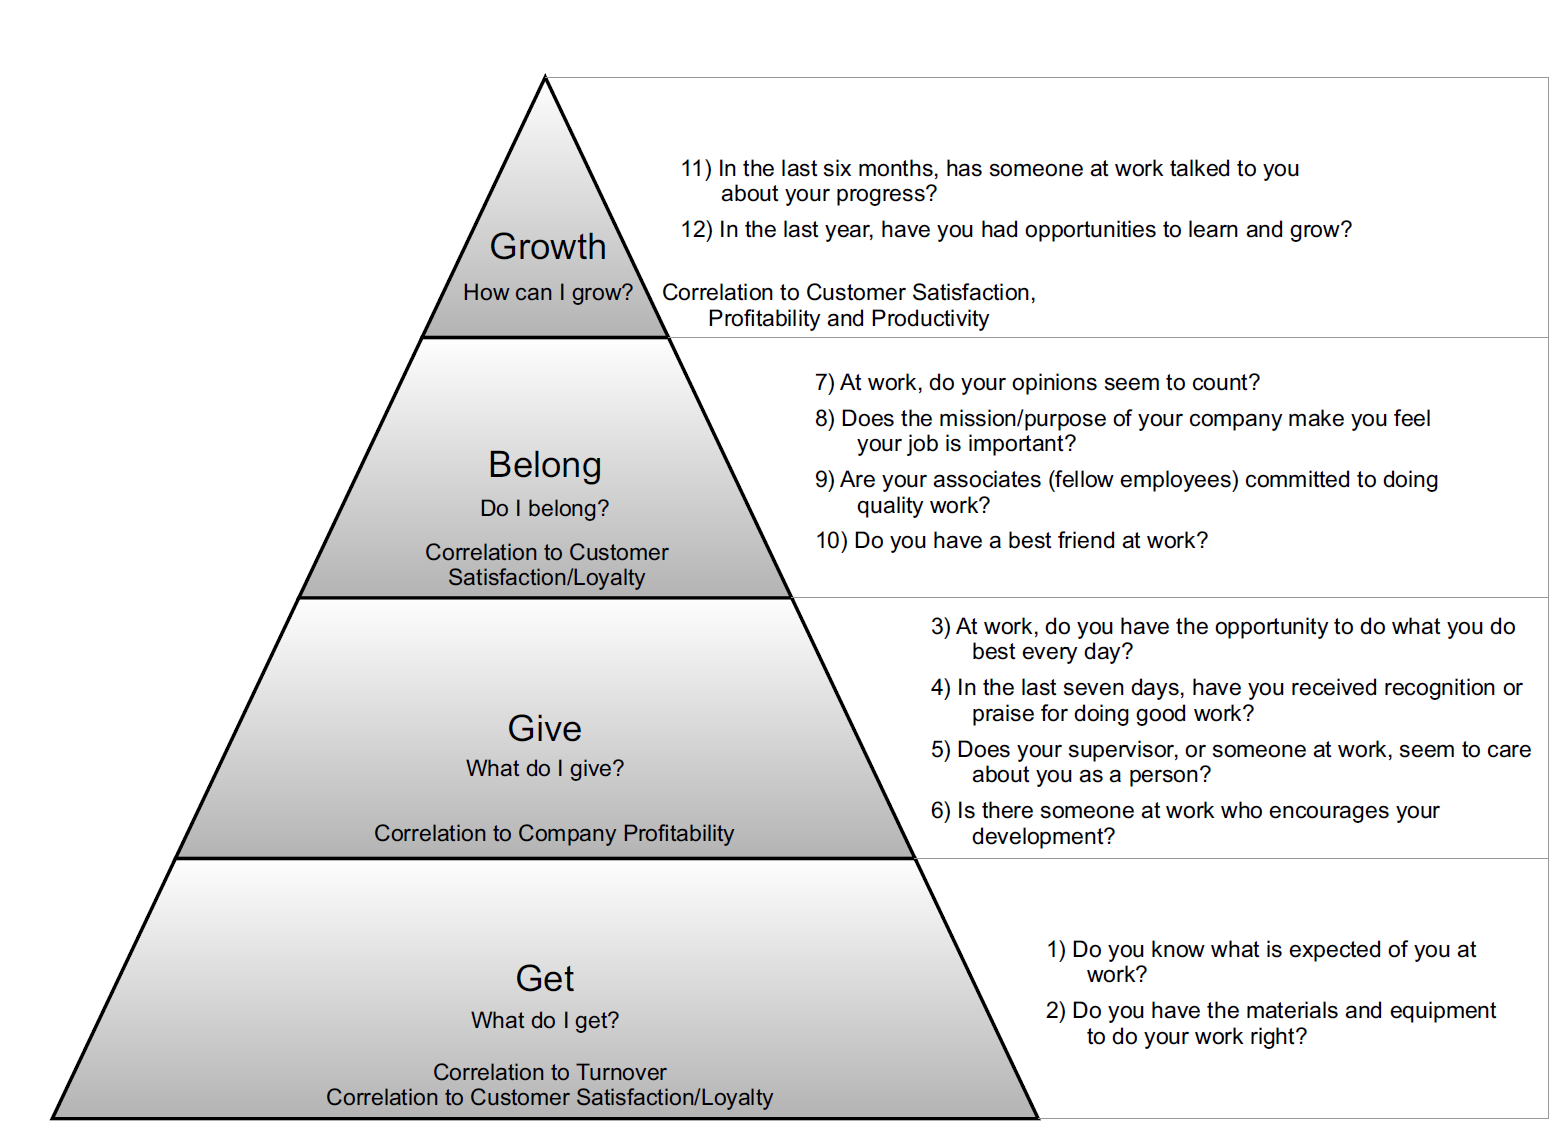 Growth
How can I grow?
11) In the last six months, has someone at work talked to you
about your progress?
12) In the last year, have you had opportunities to learn and grow?
Correlation to Customer Satisfaction,
Profitability and Productivity
Belong
Do I belong?
Correlation to Customer
Satisfaction/Loyalty
7) At work, do your opinions seem to count?
8) Does the mission/purpose of your company make you feel
your job is important?
9) Are your associates (fellow employees) committed to doing
quality work?
10) Do you have a best friend at work?
Give
What do I give?
Correlation to Company Profitability
3) At work, do you have the opportunity to do what you do
best every day?
4) In the last seven days, have you received recognition or
praise for doing good work?
5) Does your supervisor, or someone at work, seem to care
about you as a person?
6) Is there someone at work who encourages your
development?
Get
What do I get?
Correlation to Turnover
Correlation to Customer Satisfaction/Loyalty
1) Do you know what is expected of you at
work?
2) Do you have the materials and equipment
to do your work right?